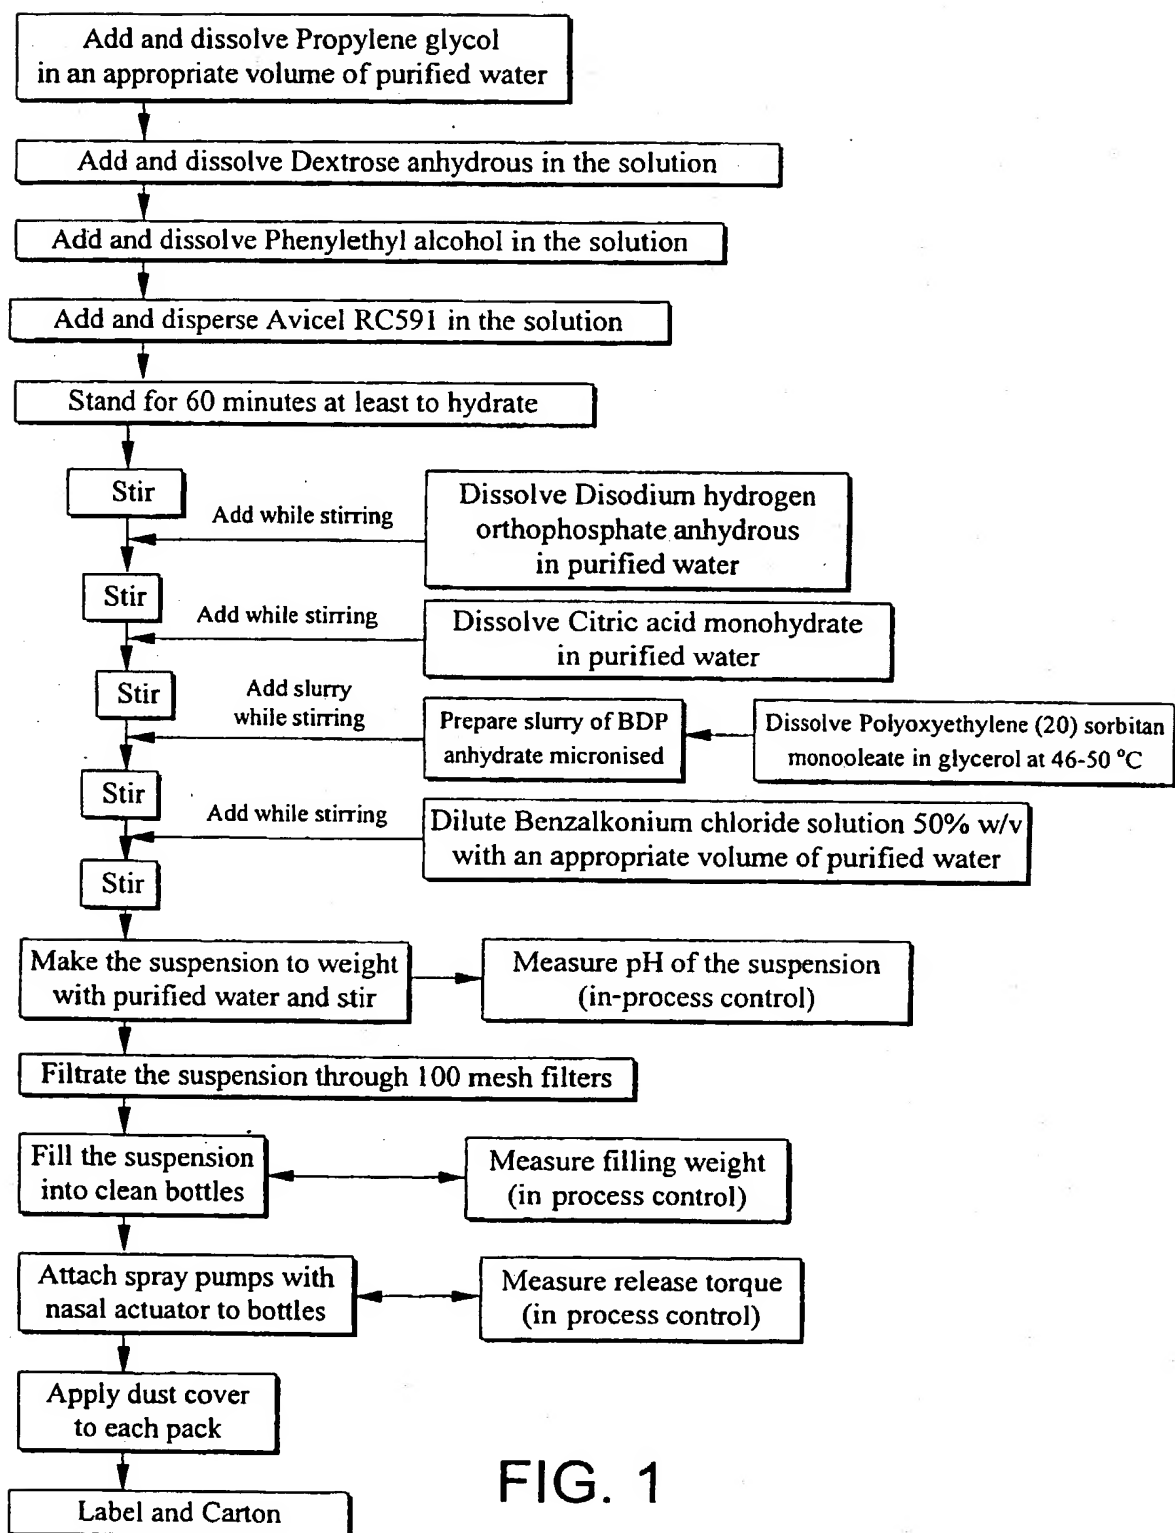 Add and dissolve Propylene glycol
in an appropriate volume of purified water
Add and dissolve Dextrose anhydrous in the solution
Add and dissolve Phenylethyl alcohol in the solution
Add and disperse Avicel RC591 in the solution
Stand for 60 minutes at least to hydrate
Stir
Add while stirring
Dissolve Disodium hydrogen
orthophosphate anhydrous
in purified water
Stir
Add while stirring
Dissolve Citric acid monohydrate
in purified water
Stir
Add slurry
while stirring
Prepare slurry of BDP
anhydrate micronised
Dissolve Polyoxyethylene (20) sorbitan
monooleate in glycerol at 46-50 °C
Stir
Add while stirring
Dilute Benzalkonium chloride solution 50% w/v
with an appropriate volume of purified water
Stir
Make the suspension to weight
with purified water and stir
Measure pH of the suspension
(in-process control)
Filtrate the suspension through 100 mesh filters
Fill the suspension
into clean bottles
Measure filling weight
(in process control)
Attach spray pumps with
nasal actuator to bottles
Measure release torque
(in process control)
Apply dust cover
to each pack
Label and Carton
FIG. 1